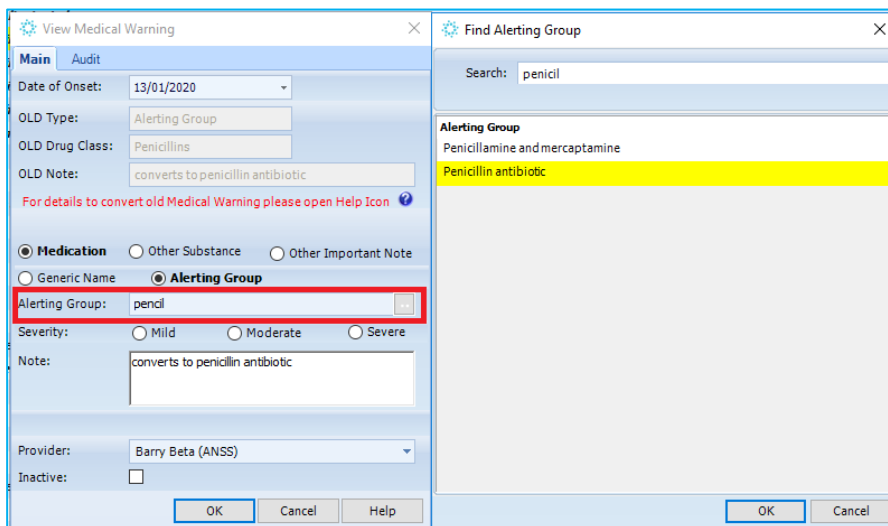 View Medical Warning
Main Audit
Date of Onset: 13/01/2020
OLD Type: Alerting Group
OLD Drug Class: Penicillins
OLD Note: converts to penicillin antibiotic
For details to convert old Medical Warning please open Help Icon ?
Medication Other Substance Other Important Note
Generic Name Alerting Group
Alerting Group: pencil ...
Severity: Mild Moderate Severe
Note: converts to penicillin antibiotic
Provider: Barry Beta (ANSS)
Inactive:
OK Cancel Help
Find Alerting Group
Search: penicil
Alerting Group
Penicillamine and mercaptamine
Penicillin antibiotic
OK Cancel